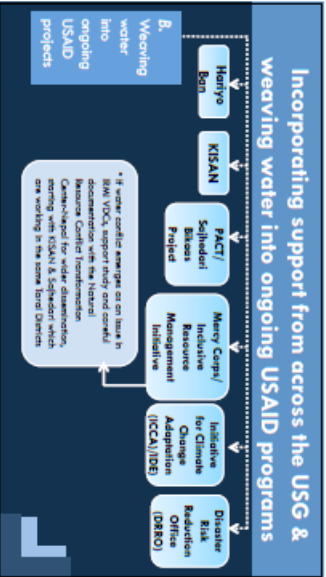 Incorporating support from across the USG &
weaving water into ongoing USAID programs
B.
Weaving
water
into
ongoing
USAID
projects
Hariyo
Ban
KISAN
PACT/
Sajhedari
Bikaas
Project
Mercy Corps/
Inclusive
Resource
Management
Initiative
Initiative
for Climate
Change
Adaptation
(ICCA)/IDE)
Disaster
Risk
Reduction
Office
(DRRO)
* If water conflict emerges as an issue in
IRMI VDCs, support study and careful
documentation with the Natural
Resource Conflict Transformation
Center-Nepal for wider dissemination,
starting with KISAN & Sajhedari which
are working in the same Tarai Districts